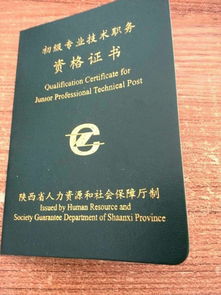 初级专业技术职务
资格证书
Qualification Certificate for
Junior Professional Technical Post
陕西省人力资源和社会保障厅制
Issued by Human Resource and
Society Guarantee Department of Shaanxi Province